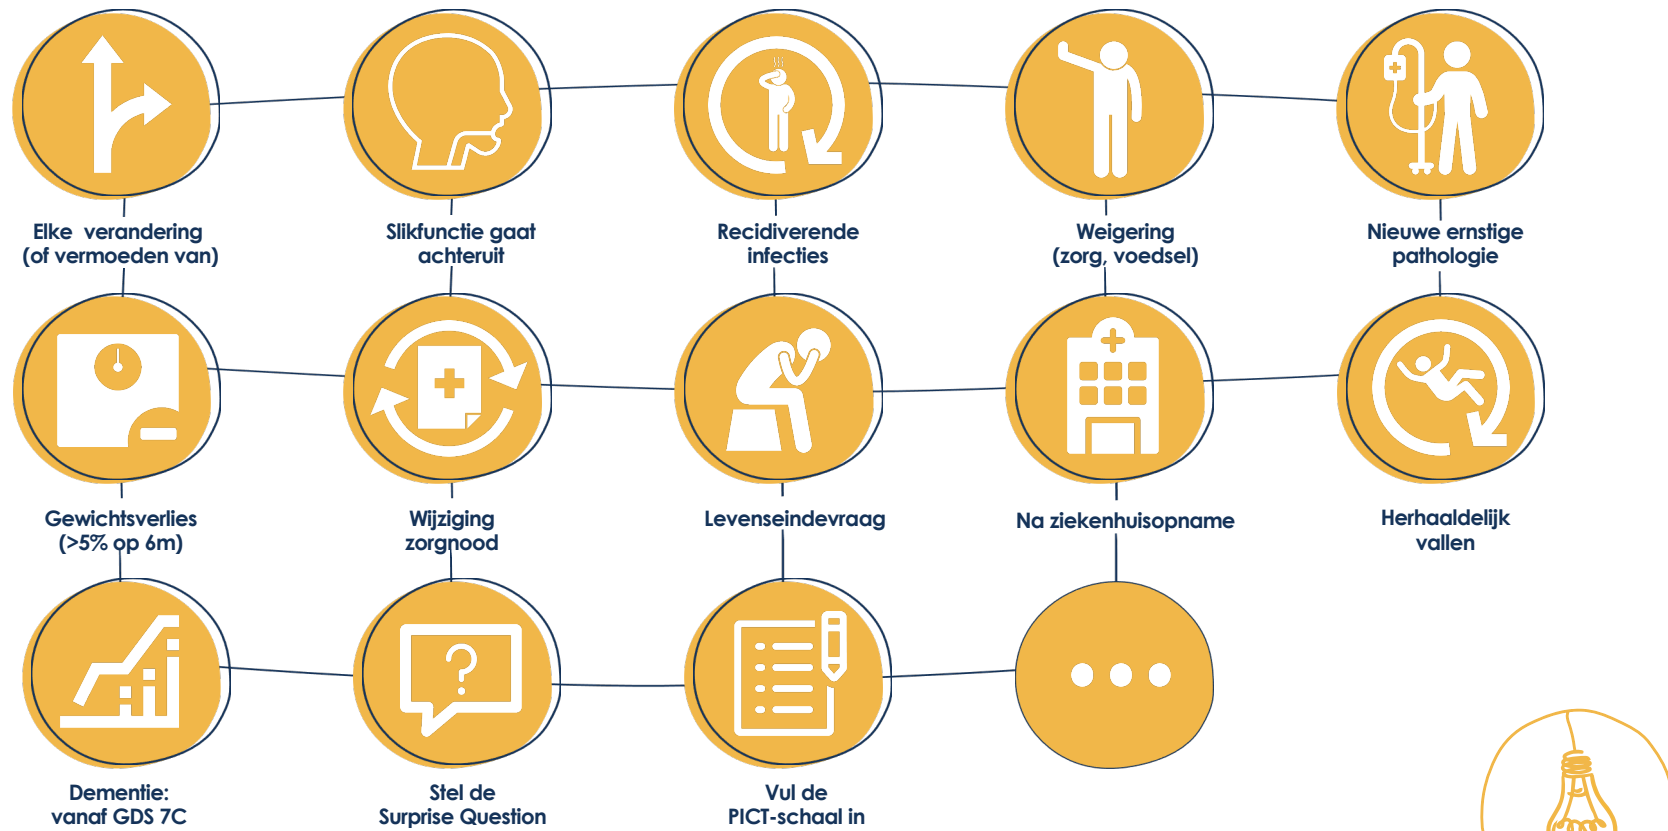 Elke verandering
(of vermoeden van)
Slikfunctie gaat
achteruit
Recidiverende
infecties
Weigering
(zorg, voedsel)
Nieuwe ernstige
pathologie
Gewichtsverlies
(>5% op 6m)
Wijziging
zorgnood
Levenseindevraag
Na ziekenhuisopname
Herhaaldelijk
vallen
?
Dementie:
vanaf GDS 7C
Stel de
Surprise Question
Vul de
PICT-schaal in